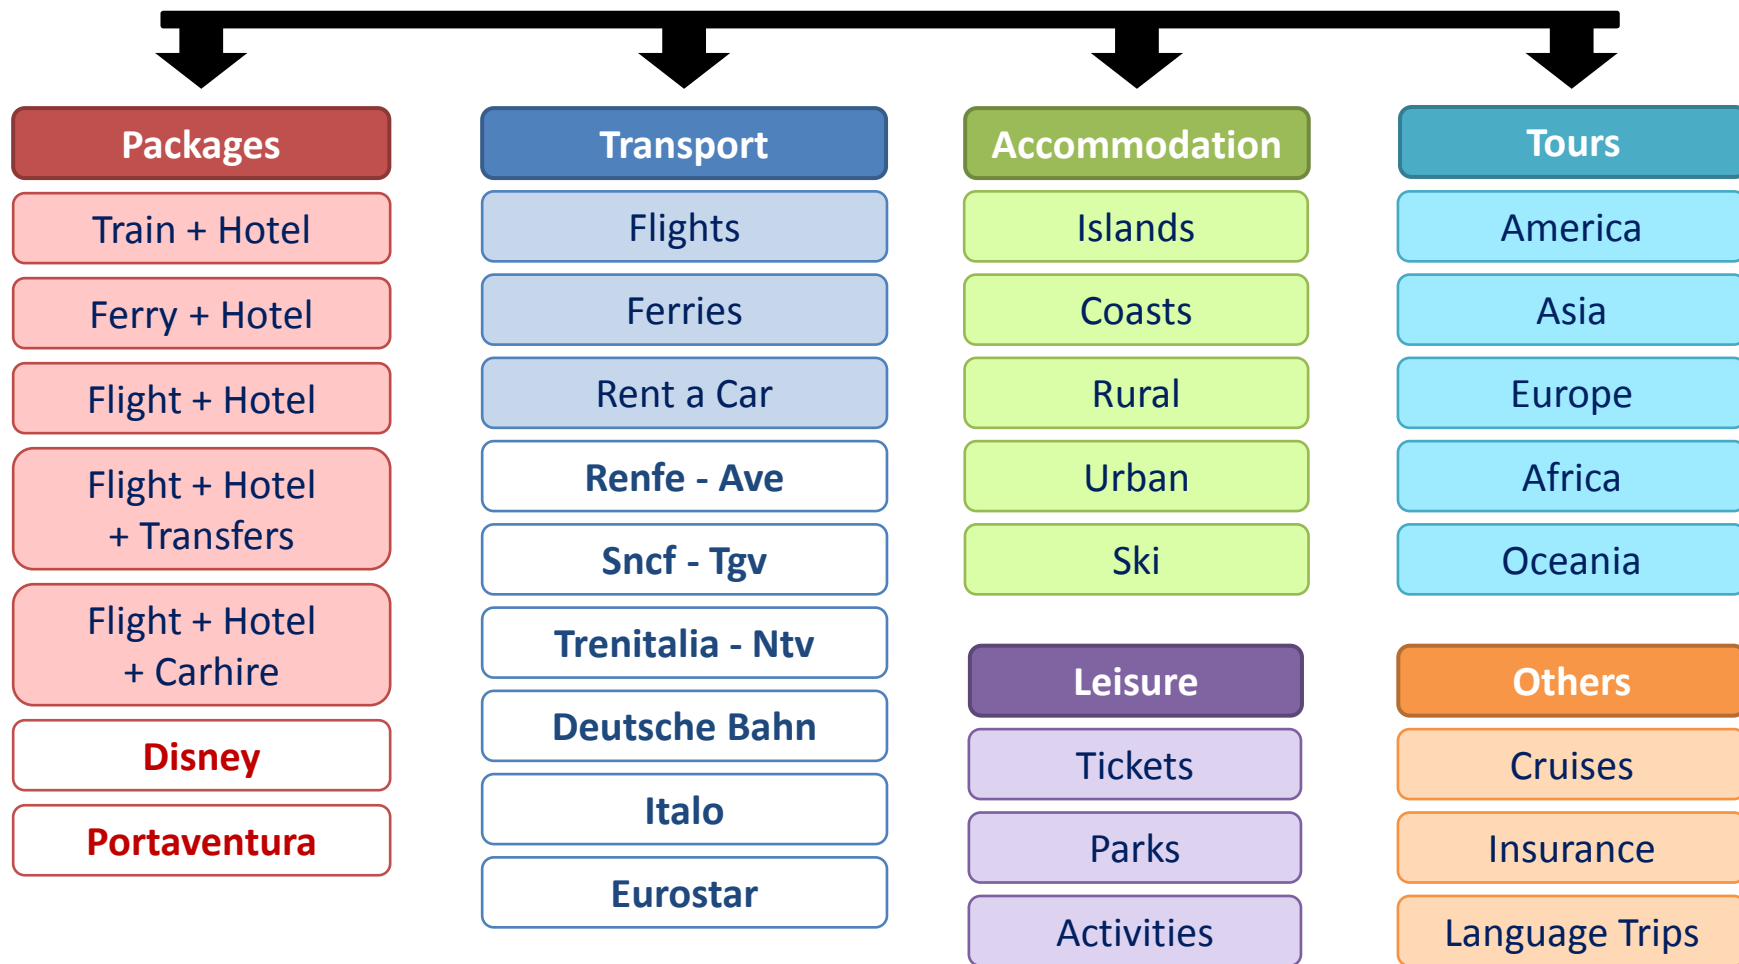 Packages
Train + Hotel
Ferry + Hotel
Flight + Hotel
Flight + Hotel
+ Transfers
Flight + Hotel
+ Carhire
Disney
Portaventura
Transport
Flights
Ferries
Rent a Car
Renfe - Ave
Sncf - Tgv
Trenitalia - Ntv
Deutsche Bahn
Italo
Eurostar
Accommodation
Islands
Coasts
Rural
Urban
Ski
Leisure
Tickets
Parks
Activities
Tours
America
Asia
Europe
Africa
Oceania
Others
Cruises
Insurance
Language Trips